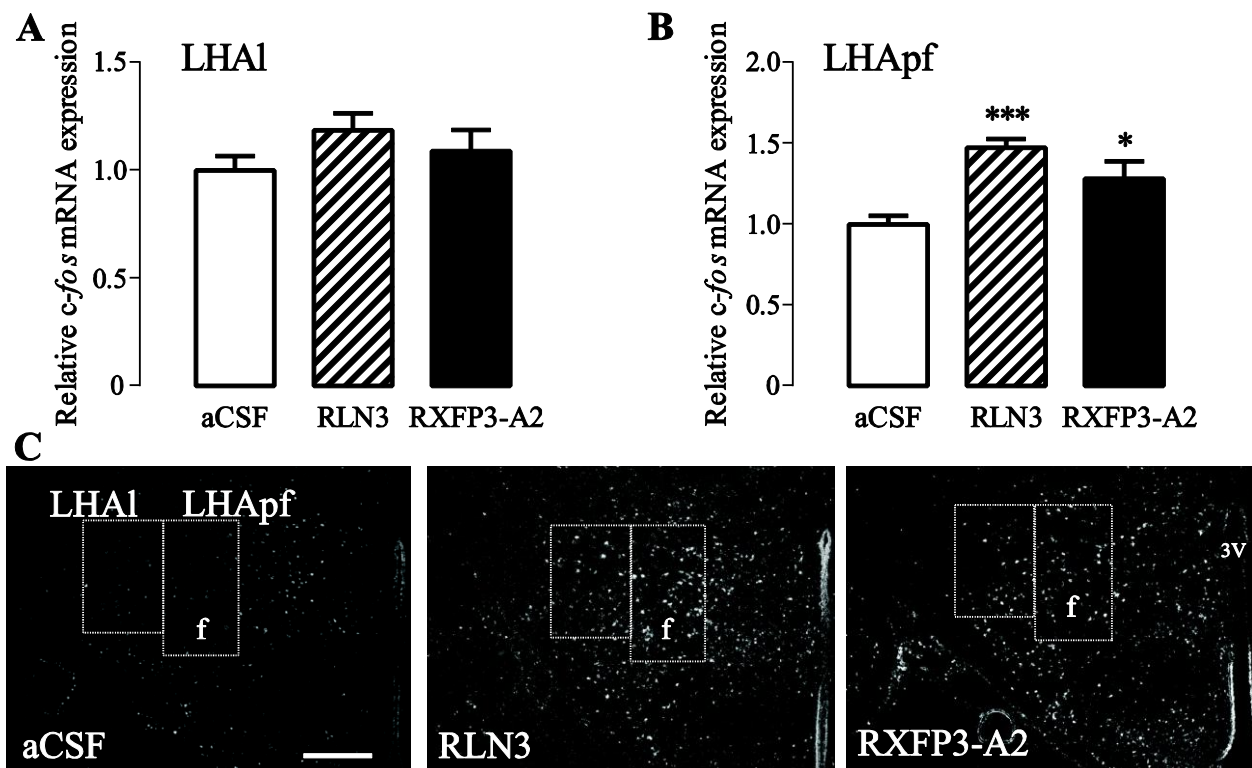 A
Relative c-fos mRNA expression
LHAl
1.5
1.0
0.5
0
aCSF RLN3 RXFP3-A2
B
Relative c-fos mRNA expression
LHApf
2.0
1.5
1.0
0.5
0
***
*
aCSF RLN3 RXFP3-A2
C
LHAl LHApf
f
aCSF
f
RLN3
3V
f
RXFP3-A2